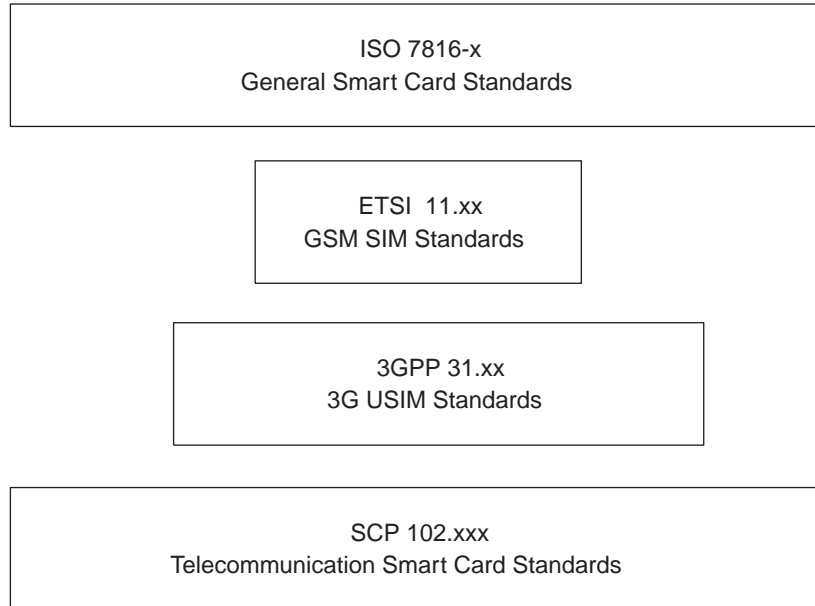 ISO 7816-x
General Smart Card Standards
ETSI 11.xx
GSM SIM Standards
3GPP 31.xx
3G USIM Standards
SCP 102.xxx
Telecommunication Smart Card Standards